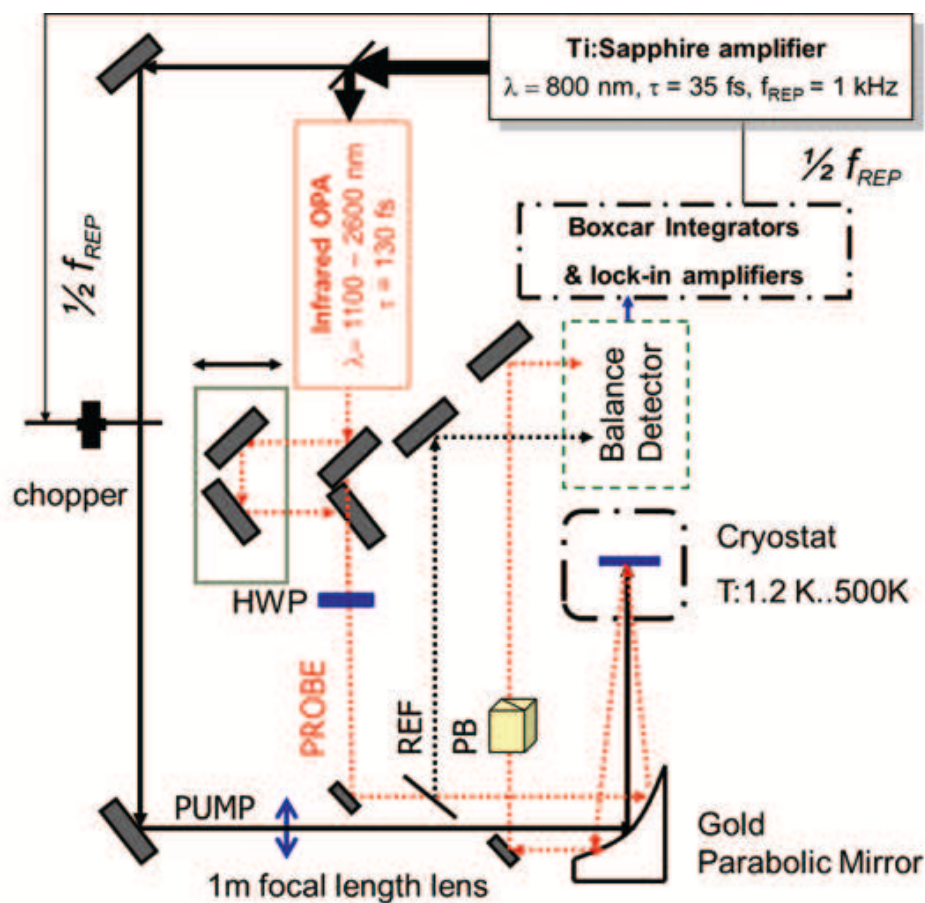 Ti:Sapphire amplifier
λ = 800 nm, τ = 35 fs, fREP = 1 kHz
½ fREP
Boxcar Integrators
& lock-in amplifiers
½ fREP
Infrared OPA
λ= 1100 – 2600 nm
τ = 130 fs
Balance
Detector
chopper
Cryostat
T:1.2 K..500K
HWP
PROBE
REF
PB
PUMP
1m focal length lens
Gold
Parabolic Mirror